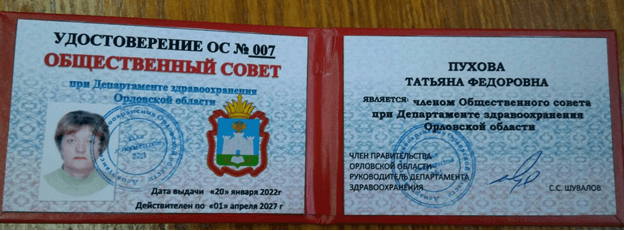 УДОСТОВЕРЕНИЕ ОС № 007
ОБЩЕСТВЕННЫЙ СОВЕТ
при Департаменте здравоохранения
Орловской области
Дата выдачи «20» января 2022г
Действителен по «01» апреля 2027 г
ПУХОВА
ТАТЬЯНА ФЕДОРОВНА
ЯВЛЯЕТСЯ членом Общественного совета
при Департаменте здравоохранения
Орловской области
ЧЛЕН ПРАВИТЕЛЬСТВА
ОРЛОВСКОЙ ОБЛАСТИ
РУКОВОДИТЕЛЬ ДЕПАРТАМЕНТА
ЗДРАВООХРАНЕНИЯ
С.С. ШУВАЛОВ